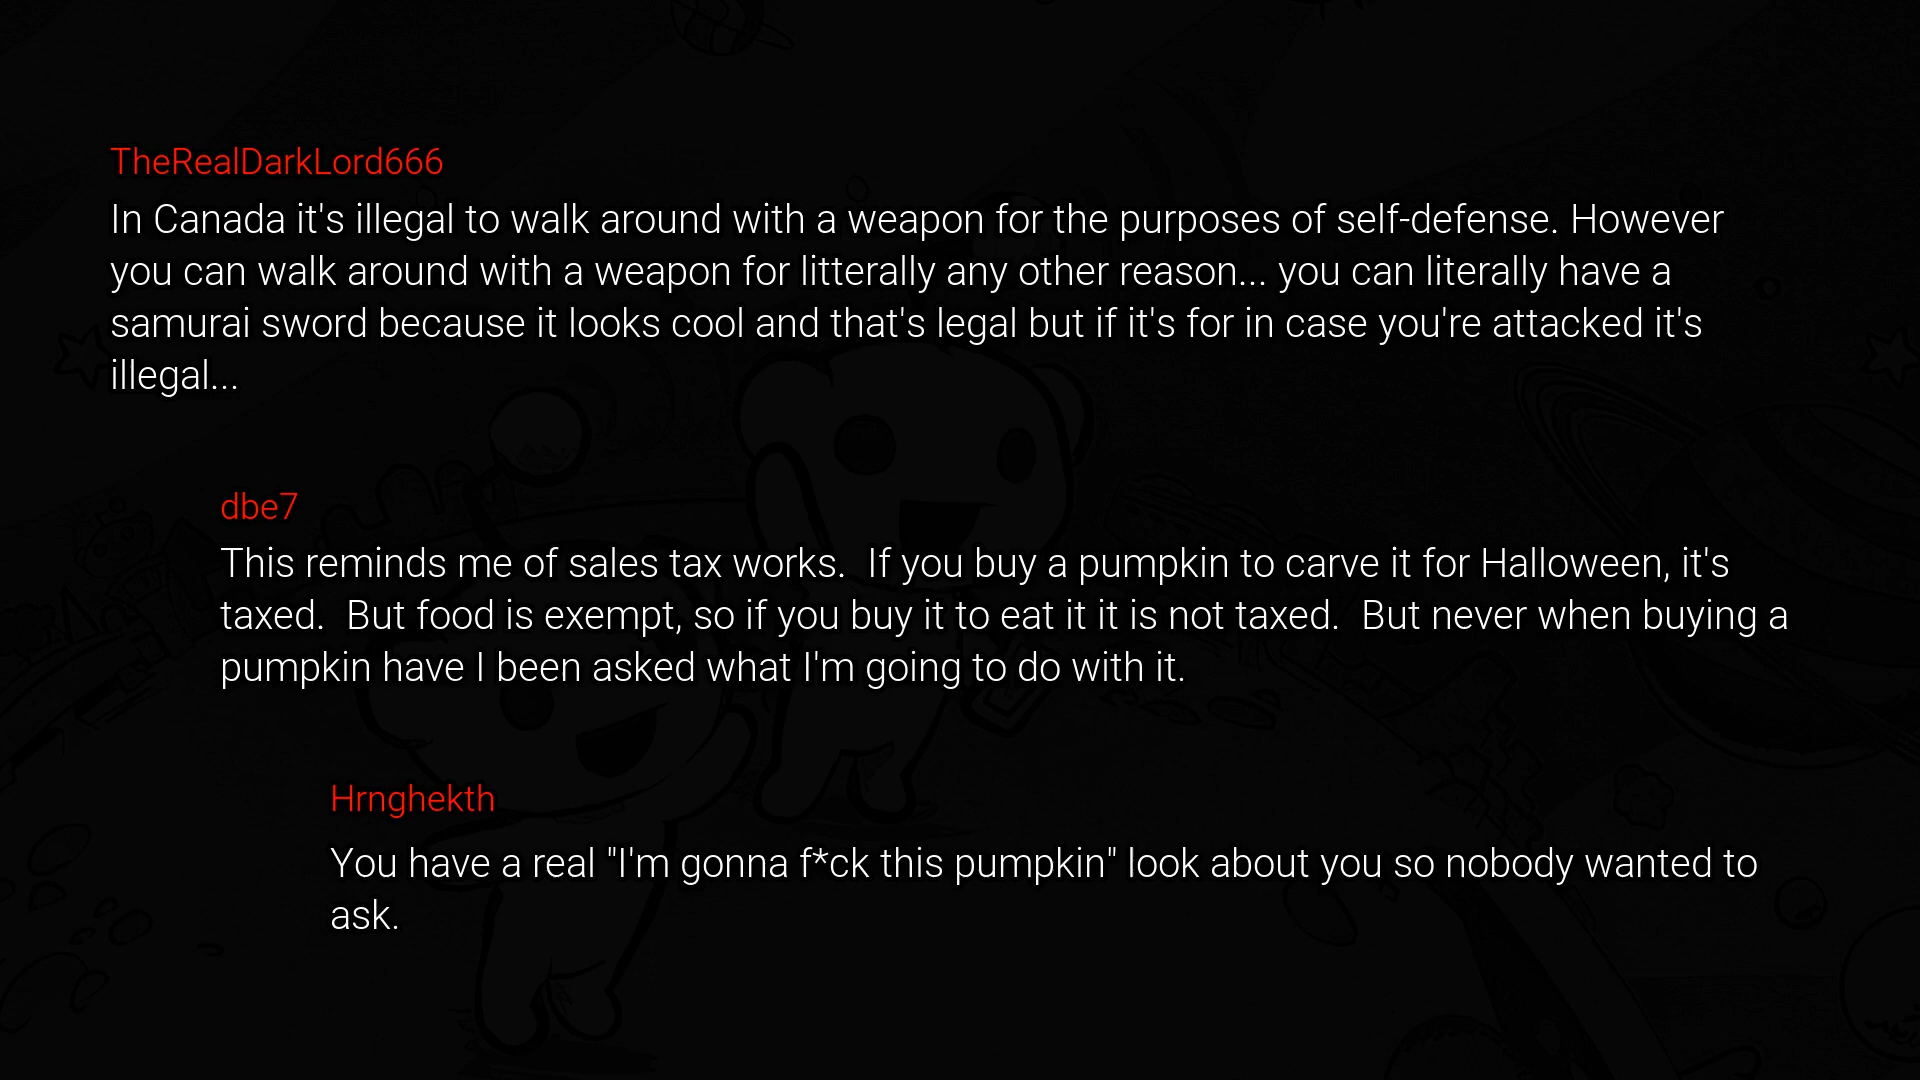 TheRealDarkLord666
In Canada it's illegal to walk around with a weapon for the purposes of self-defense. However
you can walk around with a weapon for litterally any other reason... you can literally have a
samurai sword because it looks cool and that's legal but if it's for in case you're attacked it's
illegal...
dbe7
This reminds me of sales tax works.  If you buy a pumpkin to carve it for Halloween, it's
taxed.  But food is exempt, so if you buy it to eat it it is not taxed.  But never when buying a
pumpkin have I been asked what I'm going to do with it.
Hrnghekth
You have a real "I'm gonna f*ck this pumpkin" look about you so nobody wanted to
ask.